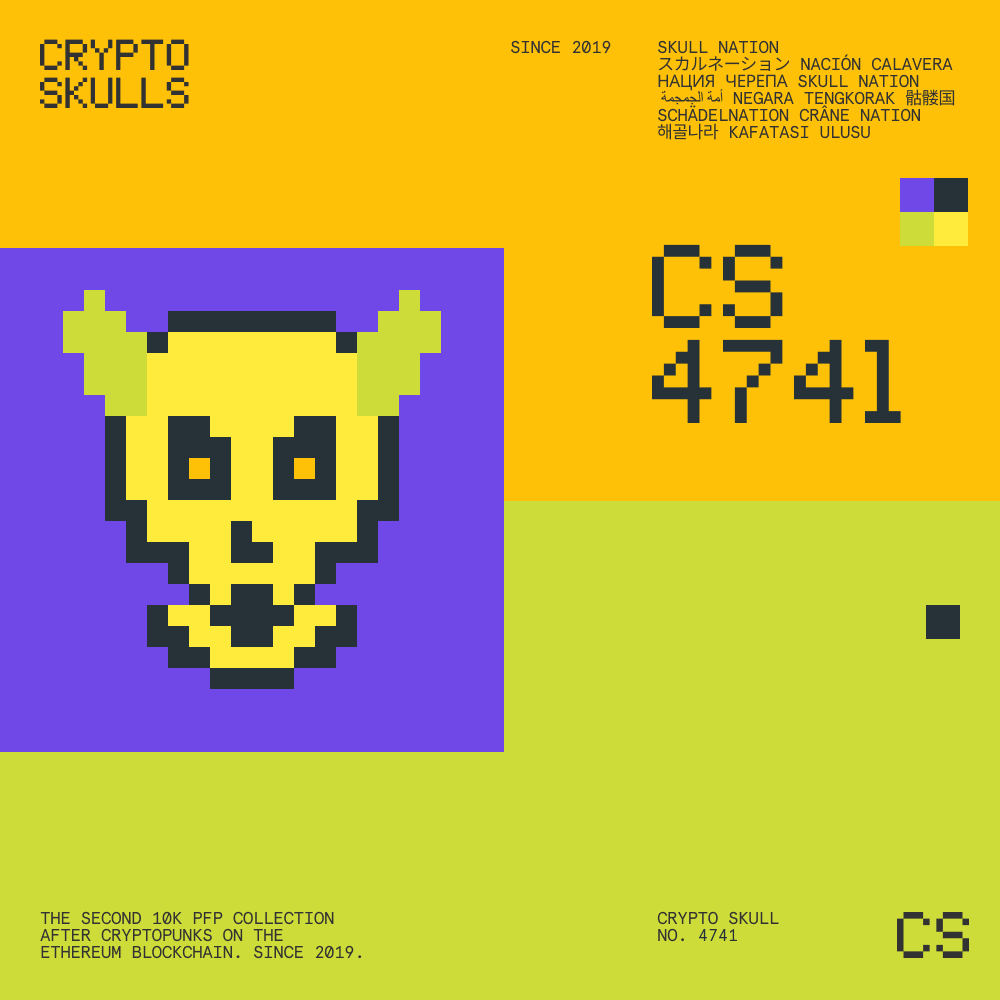 CRYPTO
SKULLS
SINCE 2019
SKULL NATION
スカルネーション NACIÓN CALAVERA
НАЦИЯ ЧЕРЕПА SKULL NATION
أمة الجمجمة NEGARA TENGKORAK 骷髅国
SCHÄDELNATION CRÂNE NATION
해골나라 KAFATASI ULUSU
CS
4741
THE SECOND 10K PFP COLLECTION
AFTER CRYPTOPUNKS ON THE
ETHEREUM BLOCKCHAIN. SINCE 2019.
CRYPTO SKULL
NO. 4741
CS